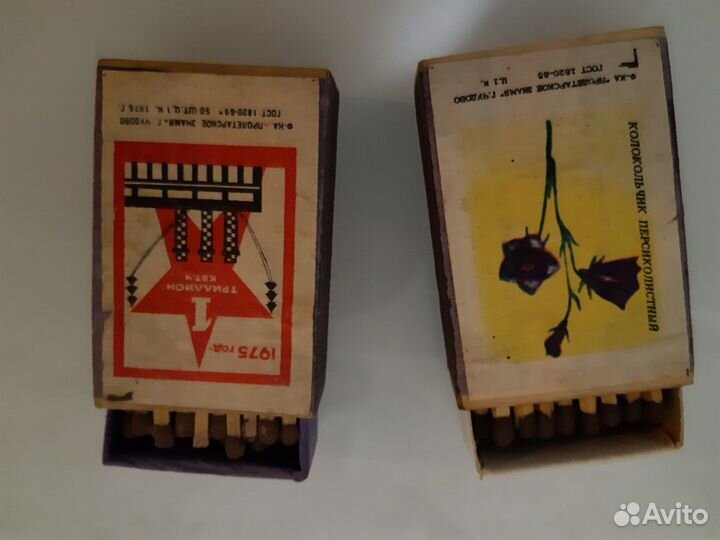 1975 год-
1
ТРИЛЛИОН
КВТ.Ч
Ф-КА "ПРОЛЕТАРСКОЕ ЗНАМЯ", Г. ЧУДОВО
ГОСТ 1820-69* 50 ШТ. Ц. 1 К. 1975 Г.
КОЛОКОЛЬЧИК ПЕРСИКОЛИСТНЫЙ
Ф-КА "ПРОЛЕТАРСКОЕ ЗНАМЯ" Г. ЧУДОВО
ГОСТ 1820-85 Ц. 1 К.
Avito